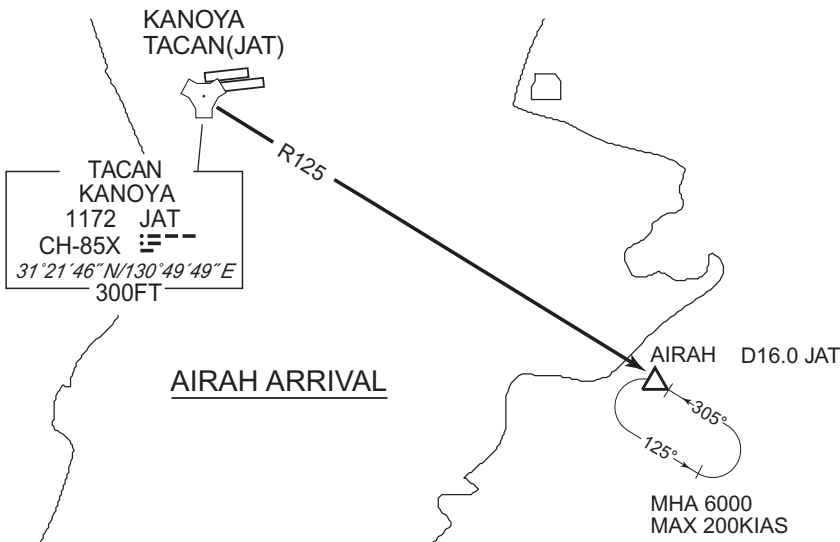 KANOYA
TACAN(JAT)
R125
TACAN
KANOYA
1172 JAT
CH-85X
31°21´46˝N/130°49´49˝E
300FT
AIRAH D16.0 JAT
AIRAH ARRIVAL
305°
125°
MHA 6000
MAX 200KIAS